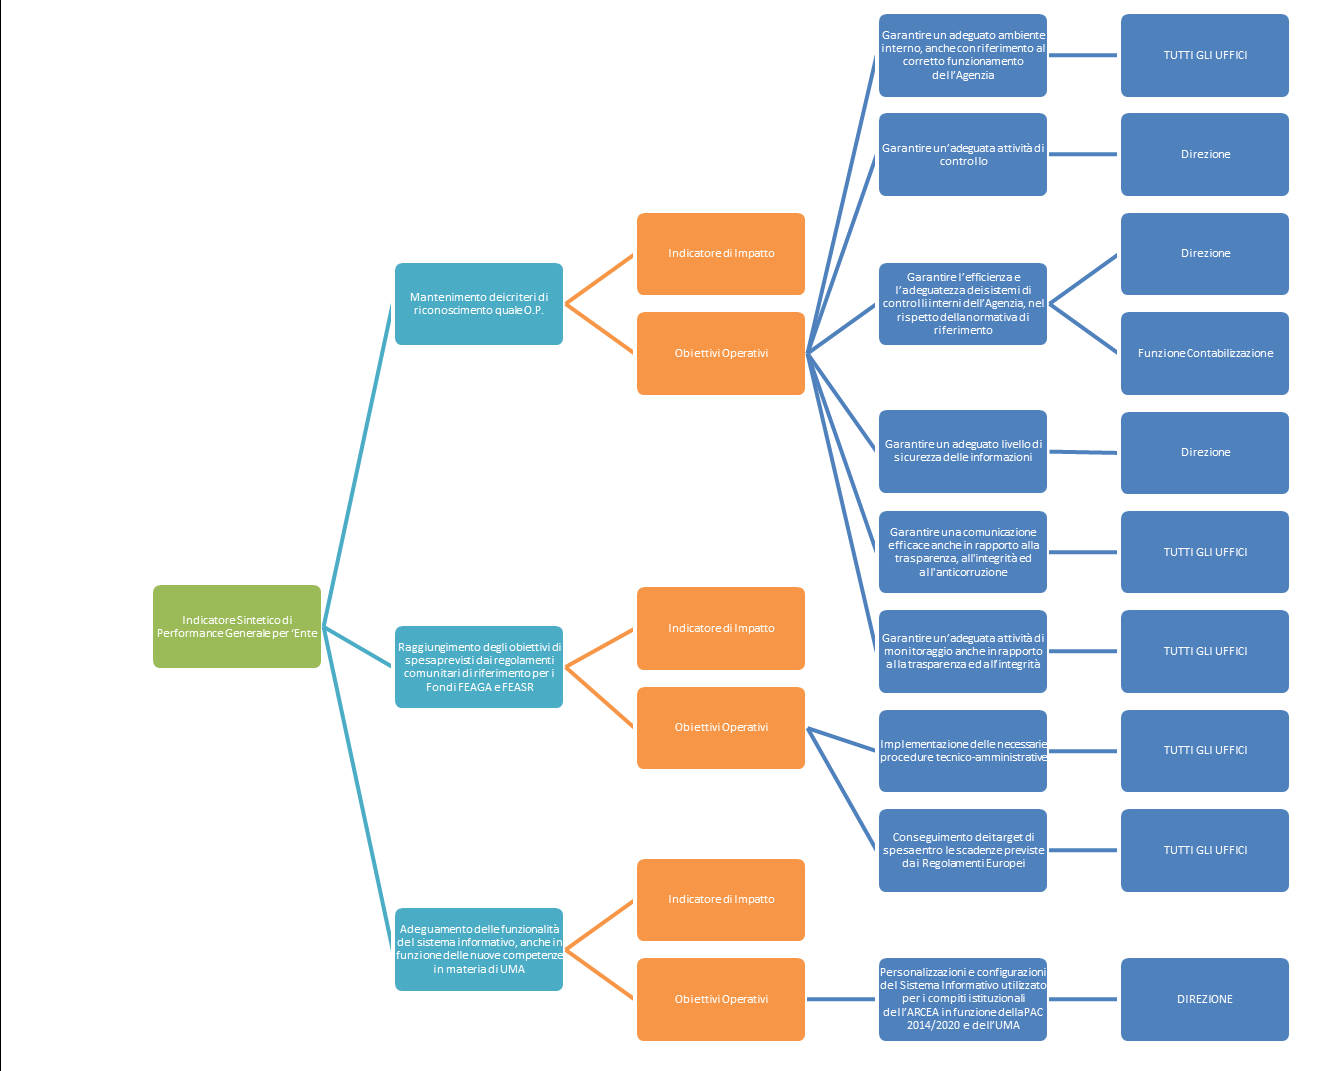 Indicatore Sintetico di
Performance Generale per ‘Ente
Mantenimento dei criteri di
riconoscimento quale O.P.
Indicatore di Impatto
Obiettivi Operativi
Garantire un adeguato ambiente
interno, anche con riferimento al
corretto funzionamento
dell’Agenzia
TUTTI GLI UFFICI
Garantire un’adeguata attività di
controllo
Direzione
Garantire l’efficienza e
l’adeguatezza dei sistemi di
controlli interni dell’Agenzia, nel
rispetto della normativa di
riferimento
Direzione
Funzione Contabilizzazione
Garantire un adeguato livello di
sicurezza delle informazioni
Direzione
Garantire una comunicazione
efficace anche in rapporto alla
trasparenza, all'integrità ed
all'anticorruzione
TUTTI GLI UFFICI
Garantire un’adeguata attività di
monitoraggio anche in rapporto
alla trasparenza ed all’integrità
TUTTI GLI UFFICI
Raggiungimento degli obiettivi di
spesa previsti dai regolamenti
comunitari di riferimento per i
Fondi FEAGA e FEASR
Indicatore di Impatto
Obiettivi Operativi
Implementazione delle necessarie
procedure tecnico-amministrative
TUTTI GLI UFFICI
Conseguimento dei target di
spesa entro le scadenze previste
dai Regolamenti Europei
TUTTI GLI UFFICI
Adeguamento delle funzionalità
del sistema informativo, anche in
funzione delle nuove competenze
in materia di UMA
Indicatore di Impatto
Obiettivi Operativi
Personalizzazioni e configurazioni
del Sistema Informativo utilizzato
per i compiti istituzionali
dell’ARCEA in funzione della PAC
2014/2020 e dell’UMA
DIREZIONE